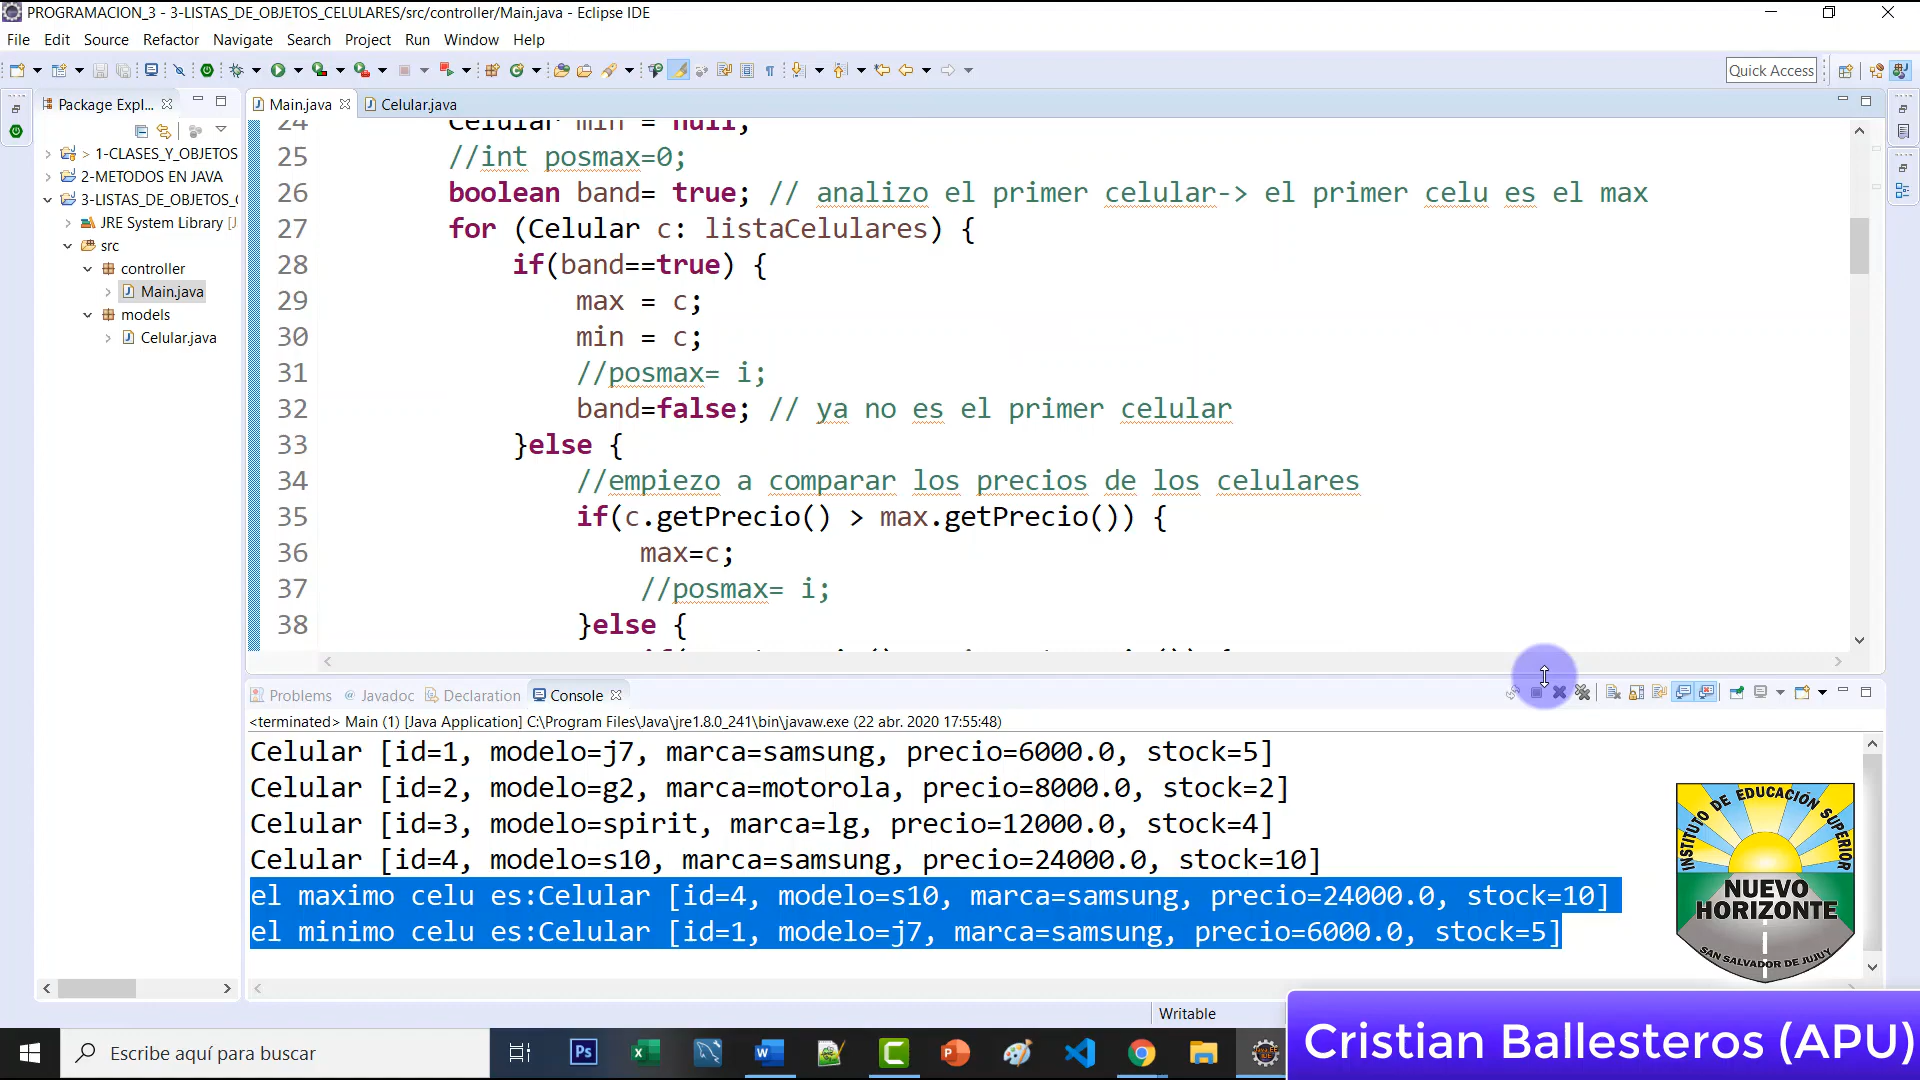 PROGRAMACION_3 - 3-LISTAS_DE_OBJETOS_CELULARES/src/controller/Main.java - Eclipse IDE
File Edit Source Refactor Navigate Search Project Run Window Help
Quick Access
Package Expl...
Main.java
Celular.java
> 1-CLASES_Y_OBJETOS
2-METODOS EN JAVA
3-LISTAS_DE_OBJETOS_C
JRE System Library [J
src
controller
Main.java
models
Celular.java
24 Celular min = null;
25 //int posmax=0;
26 boolean band= true; // analizo el primer celular-> el primer celu es el max
27 for (Celular c: listaCelulares) {
28 if(band==true) {
29 max = c;
30 min = c;
31 //posmax= i;
32 band=false; // ya no es el primer celular
33 }else {
34 //empiezo a comparar los precios de los celulares
35 if(c.getPrecio() > max.getPrecio()) {
36 max=c;
37 //posmax= i;
38 }else {
Problems Javadoc Declaration Console
<terminated> Main (1) [Java Application] C:\Program Files\Java\jre1.8.0_241\bin\javaw.exe (22 abr. 2020 17:55:48)
Celular [id=1, modelo=j7, marca=samsung, precio=6000.0, stock=5]
Celular [id=2, modelo=g2, marca=motorola, precio=8000.0, stock=2]
Celular [id=3, modelo=spirit, marca=lg, precio=12000.0, stock=4]
Celular [id=4, modelo=s10, marca=samsung, precio=24000.0, stock=10]
el maximo celu es:Celular [id=4, modelo=s10, marca=samsung, precio=24000.0, stock=10]
el minimo celu es:Celular [id=1, modelo=j7, marca=samsung, precio=6000.0, stock=5]
INSTITUTO DE EDUCACIÓN SUPERIOR
NUEVO
HORIZONTE
SAN SALVADOR DE JUJUY
Writable
Cristian Ballesteros (APU)
Escribe aquí para buscar
Ps